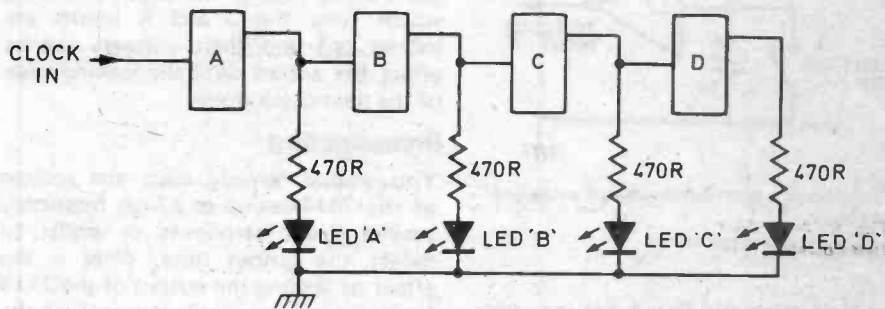 CLOCK
IN
A
B
C
D
470R
470R
470R
470R
LED 'A'
LED 'B'
LED 'C'
LED 'D'